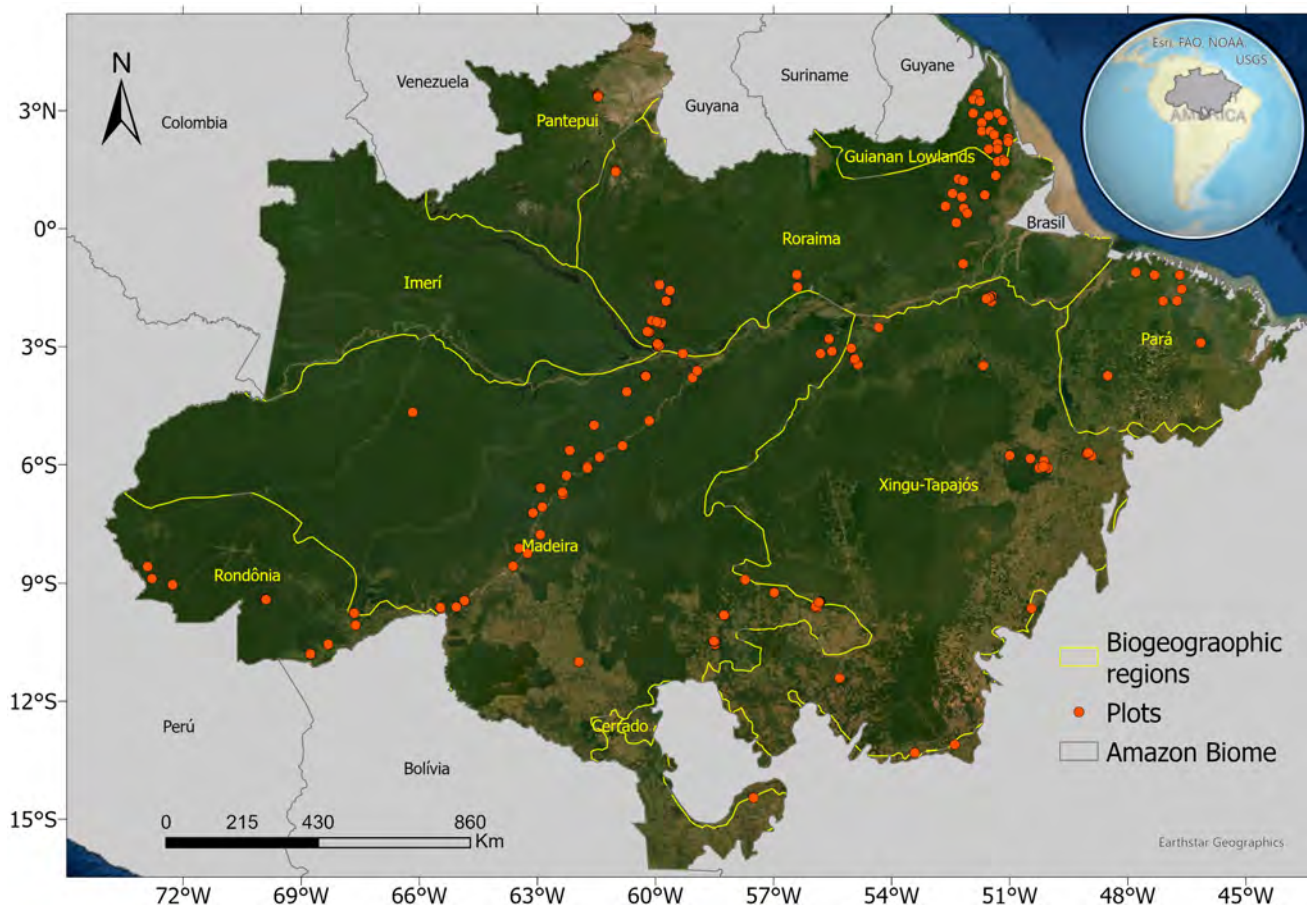 Esri, FAO, NOAA,
USGS
AMÉRICA
N
Venezuela
Suriname
Guyane
Guyana
Colombia
Pantepui
Guianan Lowlands
Brasil
Roraima
Imerí
Pará
Xingu-Tapajós
Madeira
Rondônia
Cerrado
Perú
Bolívia
Biogeograophic
regions
Plots
Amazon Biome
0 215 430 860
Km
Earthstar Geographics
3°N
0°
3°S
6°S
9°S
12°S
15°S
72°W 69°W 66°W 63°W 60°W 57°W 54°W 51°W 48°W 45°W